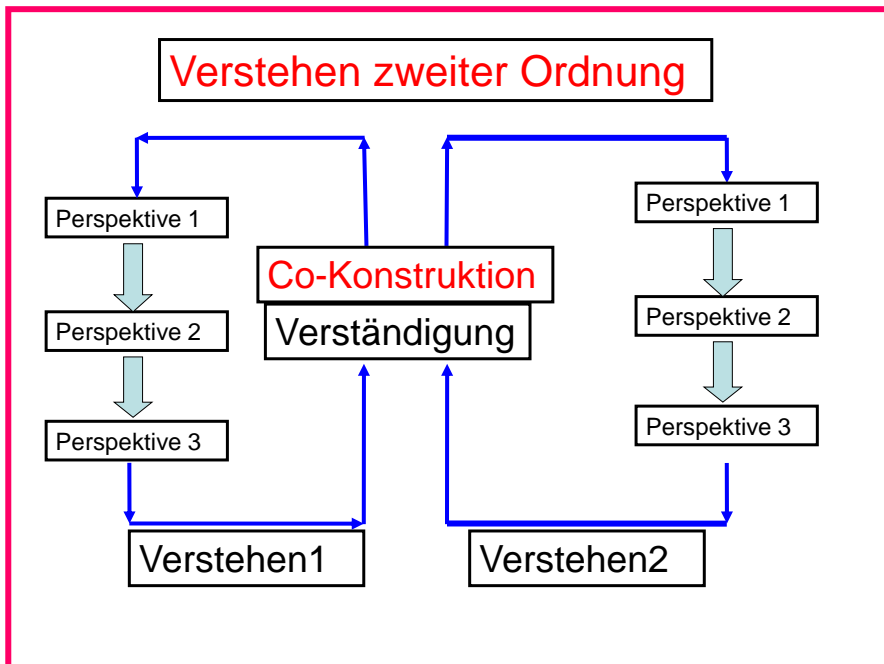 Verstehen zweiter Ordnung
Perspektive 1
Perspektive 2
Perspektive 3
Co-Konstruktion
Verständigung
Perspektive 1
Perspektive 2
Perspektive 3
Verstehen1
Verstehen2